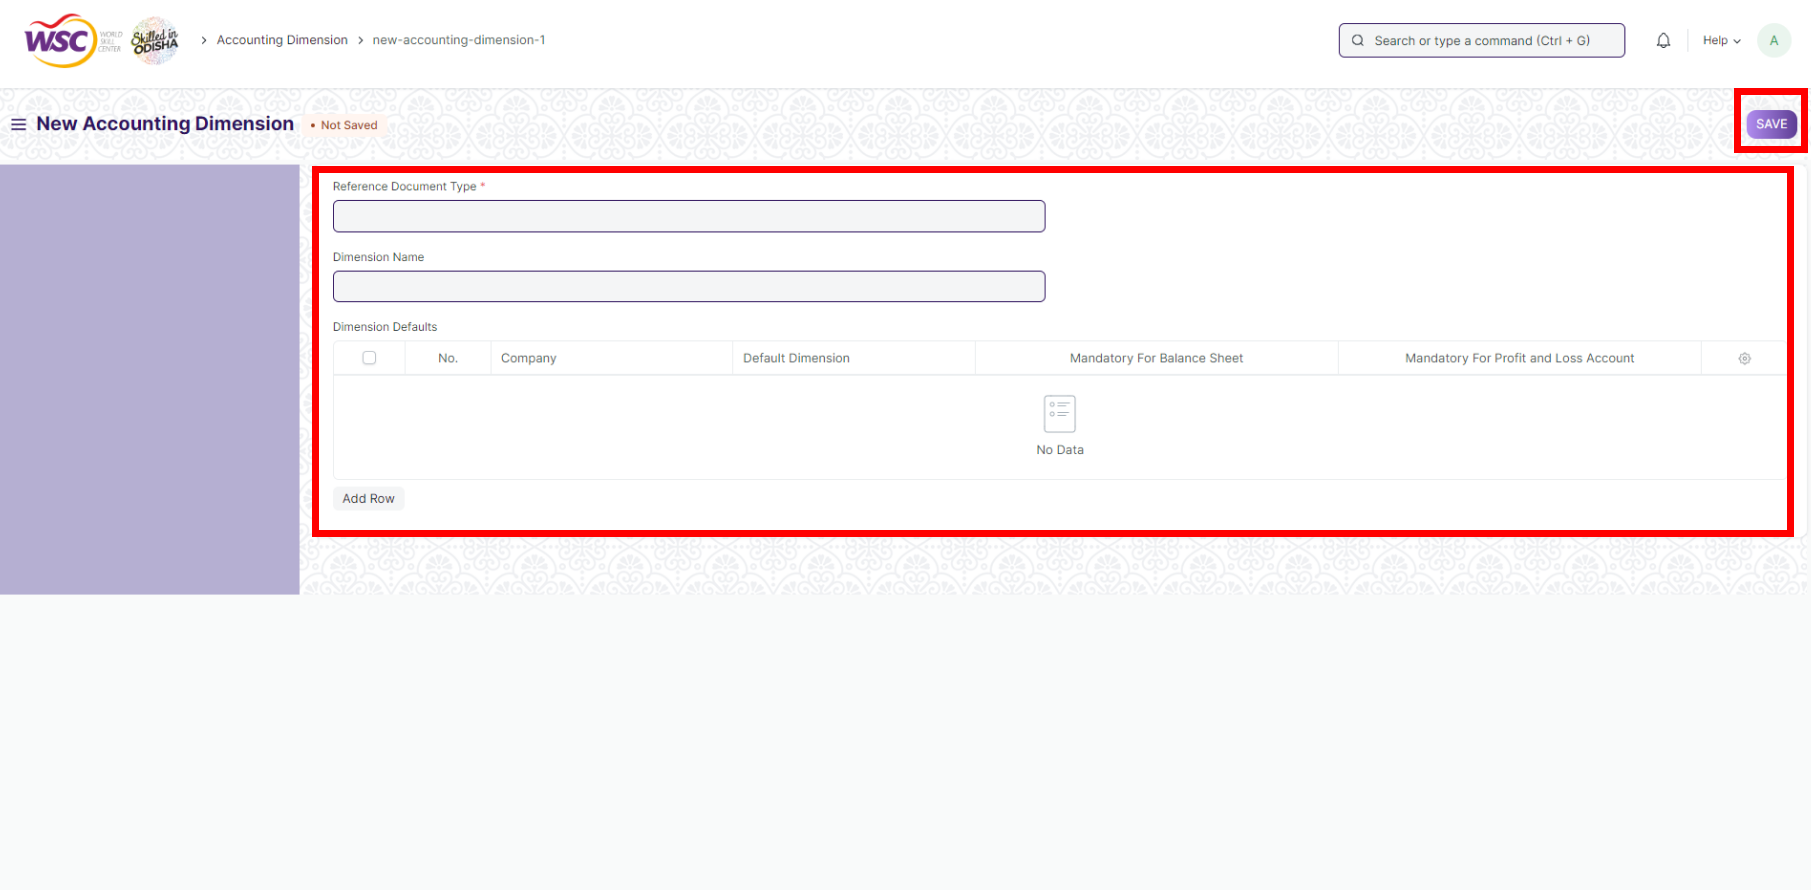 WSC WORLD SKILL CENTER Skilled in ODISHA > Accounting Dimension > new-accounting-dimension-1 Search or type a command (Ctrl + G) Help A
New Accounting Dimension • Not Saved SAVE
Reference Document Type *
Dimension Name
Dimension Defaults
No. Company Default Dimension Mandatory For Balance Sheet Mandatory For Profit and Loss Account
No Data
Add Row